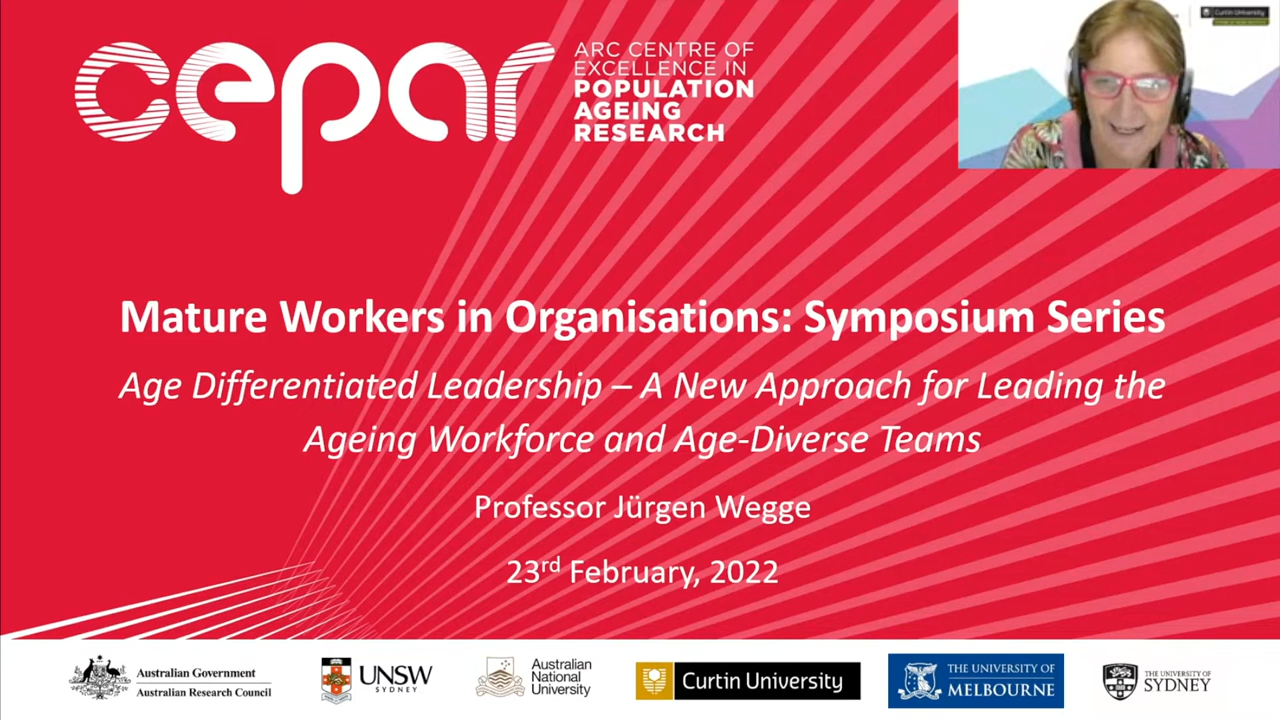 cepar
ARC CENTRE OF
EXCELLENCE IN
POPULATION
AGEING
RESEARCH
Curtin University
Mature Workers in Organisations: Symposium Series
Age Differentiated Leadership – A New Approach for Leading the
Ageing Workforce and Age-Diverse Teams
Professor Jürgen Wegge
23rd February, 2022
Australian Government
Australian Research Council
UNSW
SYDNEY
Australian
National
University
Curtin University
THE UNIVERSITY OF
MELBOURNE
THE UNIVERSITY OF
SYDNEY